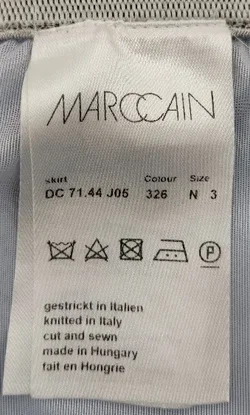 MARCCAIN
skirt Colour Size
DC 71.44 J05 326 N 3
P
gestrickt in Italien
knitted in Italy
cut and sewn
made in Hungary
fait en Hongrie